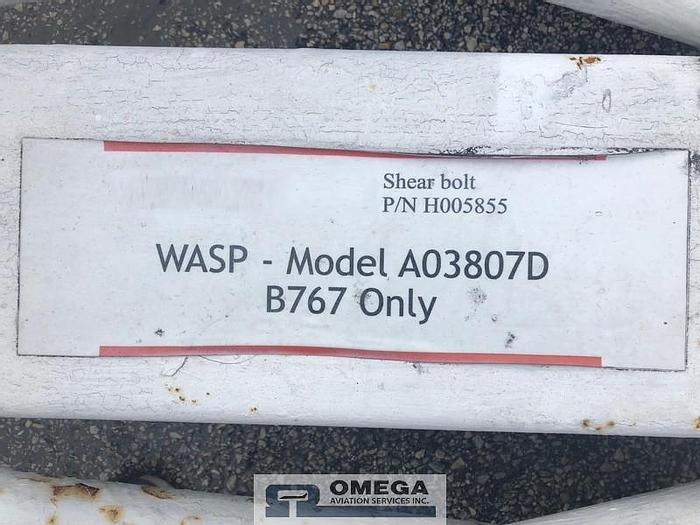 Shear bolt
P/N H005855
WASP - Model A03807D
B767 Only
OMEGA
AVIATION SERVICES INC.